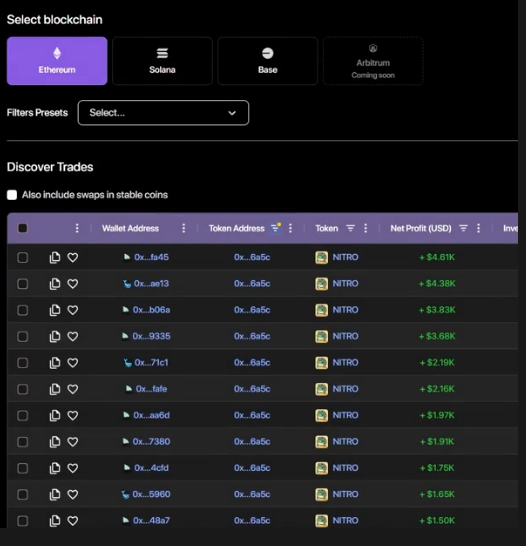 Select blockchain
Ethereum
Solana
Base
Arbitrum
Coming soon
Filters Presets Select...
Discover Trades
Also include swaps in stable coins
Wallet Address Token Address Token Net Profit (USD) Inve
0x...fa45 0x...6a5c NITRO + $4.61K
0x...ae13 0x...6a5c NITRO + $4.38K
0x...b06a 0x...6a5c NITRO + $3.83K
0x...9335 0x...6a5c NITRO + $3.68K
0x...71c1 0x...6a5c NITRO + $2.19K
0x...fafe 0x...6a5c NITRO + $2.16K
0x...aa6d 0x...6a5c NITRO + $1.97K
0x...7380 0x...6a5c NITRO + $1.91K
0x...4cfd 0x...6a5c NITRO + $1.75K
0x...5960 0x...6a5c NITRO + $1.65K
0x...48a7 0x...6a5c NITRO + $1.50K